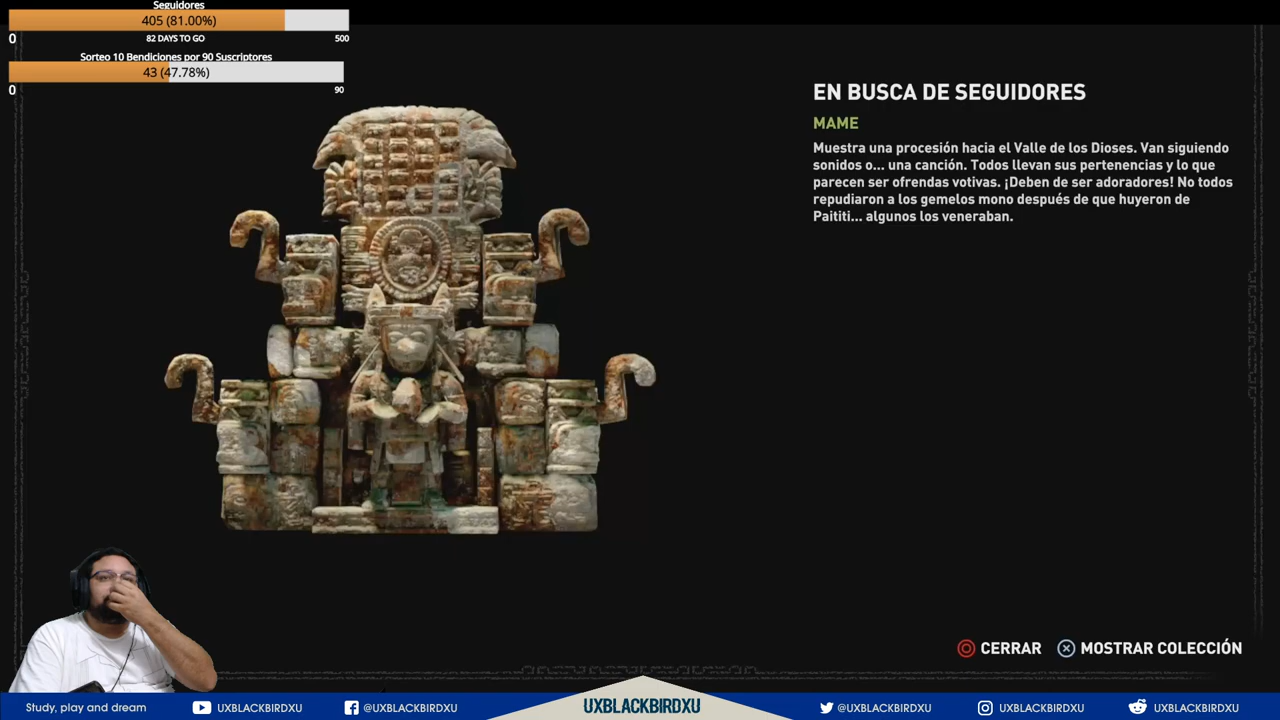 Seguidores
405 (81.00%)
0 82 DAYS TO GO 500
Sorteo 10 Bendiciones por 90 Suscriptores
43 (47.78%)
0 90
EN BUSCA DE SEGUIDORES
MAME
Muestra una procesión hacia el Valle de los Dioses. Van siguiendo
sonidos o... una canción. Todos llevan sus pertenencias y lo que
parecen ser ofrendas votivas. ¡Deben de ser adoradores! No todos
repudiaron a los gemelos mono después de que huyeron de
Paititi... algunos los veneraban.
CERRAR MOSTRAR COLECCIÓN
Study, play and dream UXBLACKBIRDXU @UXBLACKBIRDXU UXBLACKBIRDXU @UXBLACKBIRDXU UXBLACKBIRDXU UXBLACKBIRDXU